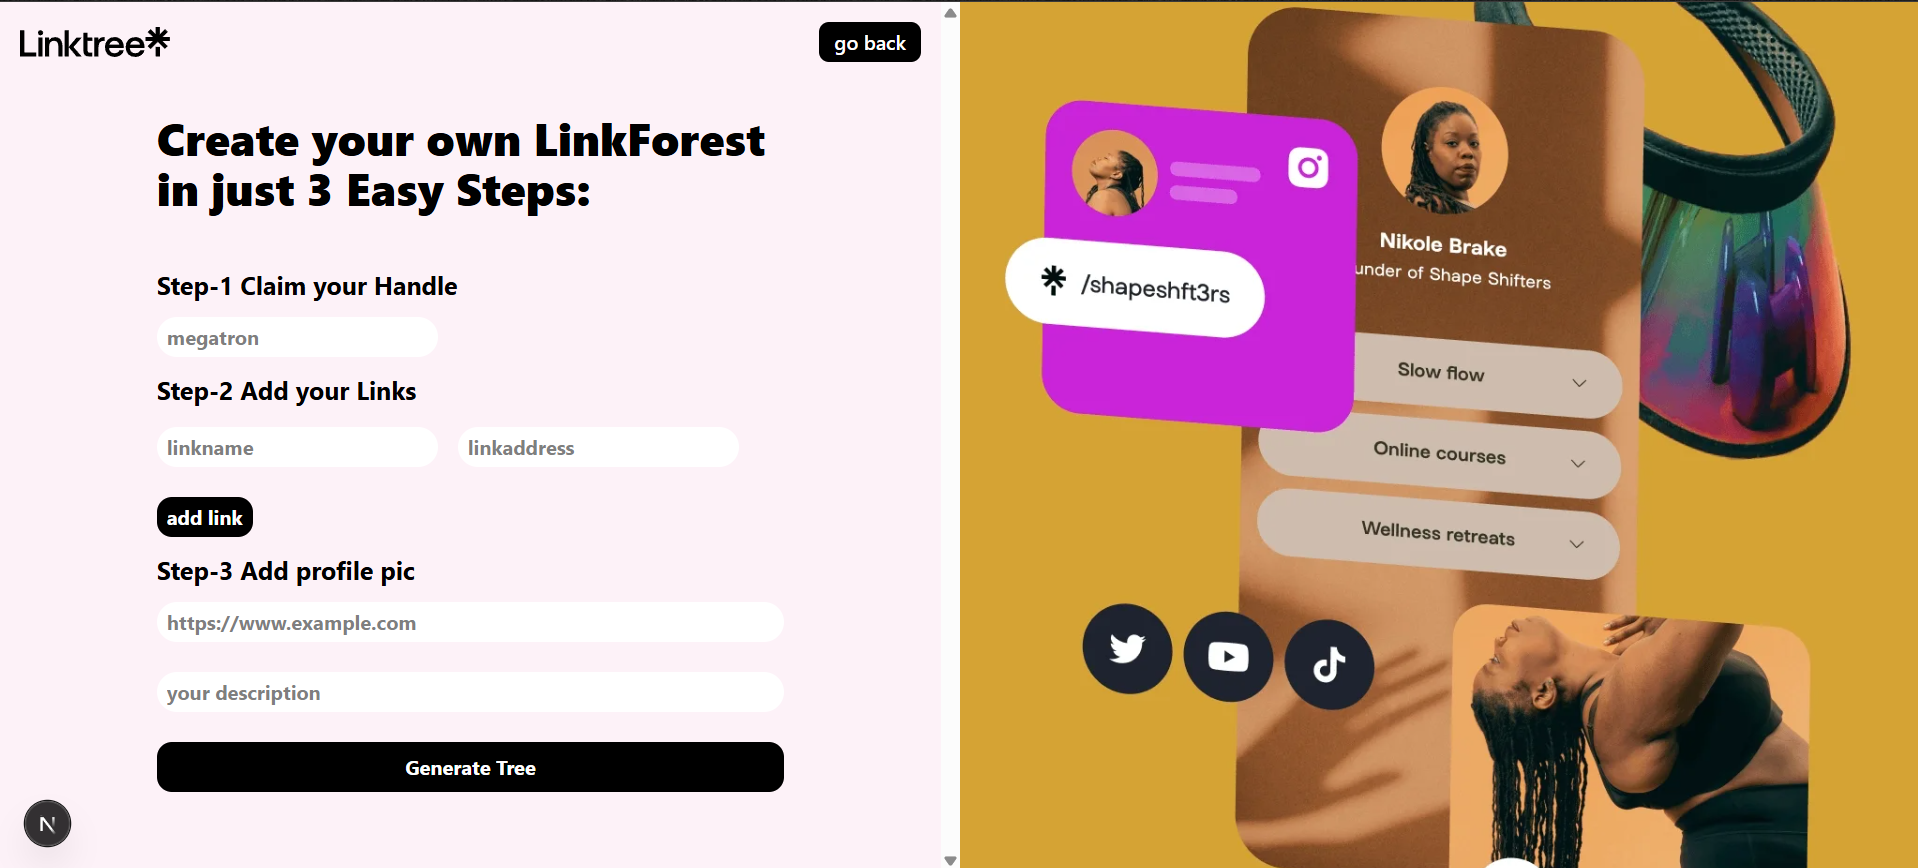 Linktree
go back
Create your own LinkForest
in just 3 Easy Steps:
Step-1 Claim your Handle
megatron
Step-2 Add your Links
linkname
linkaddress
add link
Step-3 Add profile pic
https://www.example.com
your description
Generate Tree
N
/shapeshft3rs
Nikole Brake
under of Shape Shifters
Slow flow
Online courses
Wellness retreats